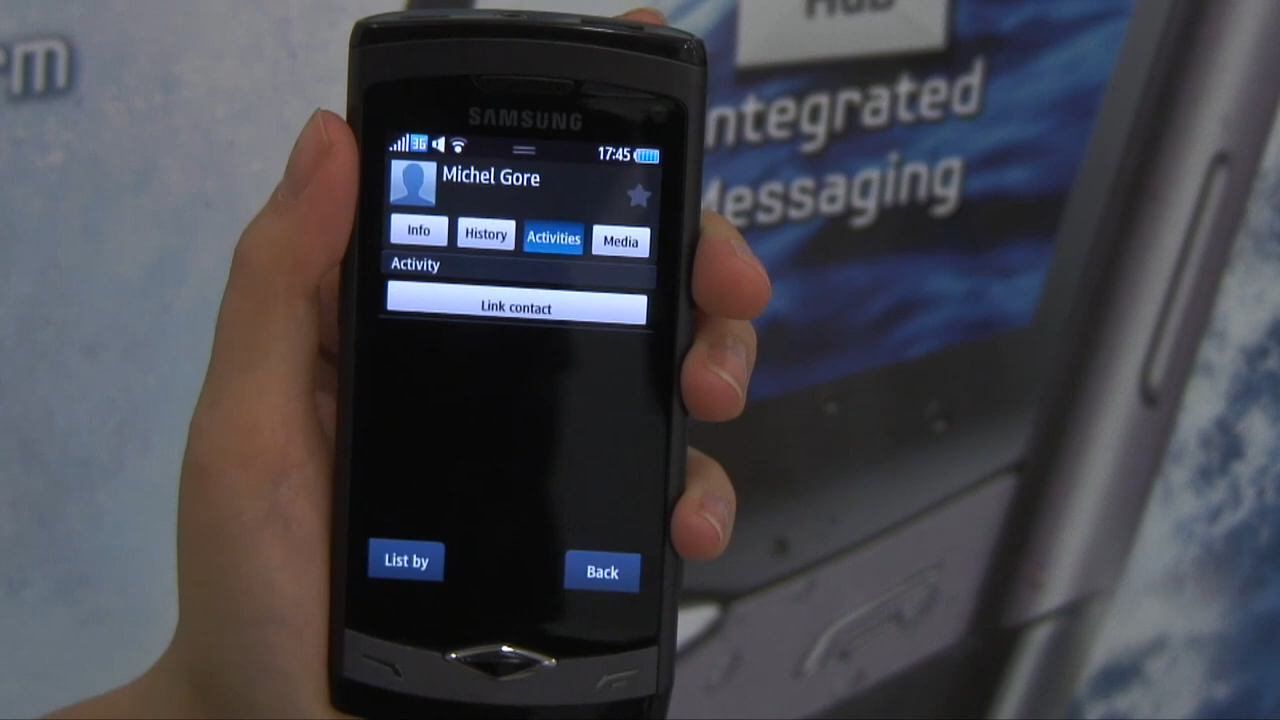 rm
Hub
Integrated
Messaging
SAMSUNG
3G
17:45
Michel Gore
Info
History
Activities
Media
Activity
Link contact
List by
Back